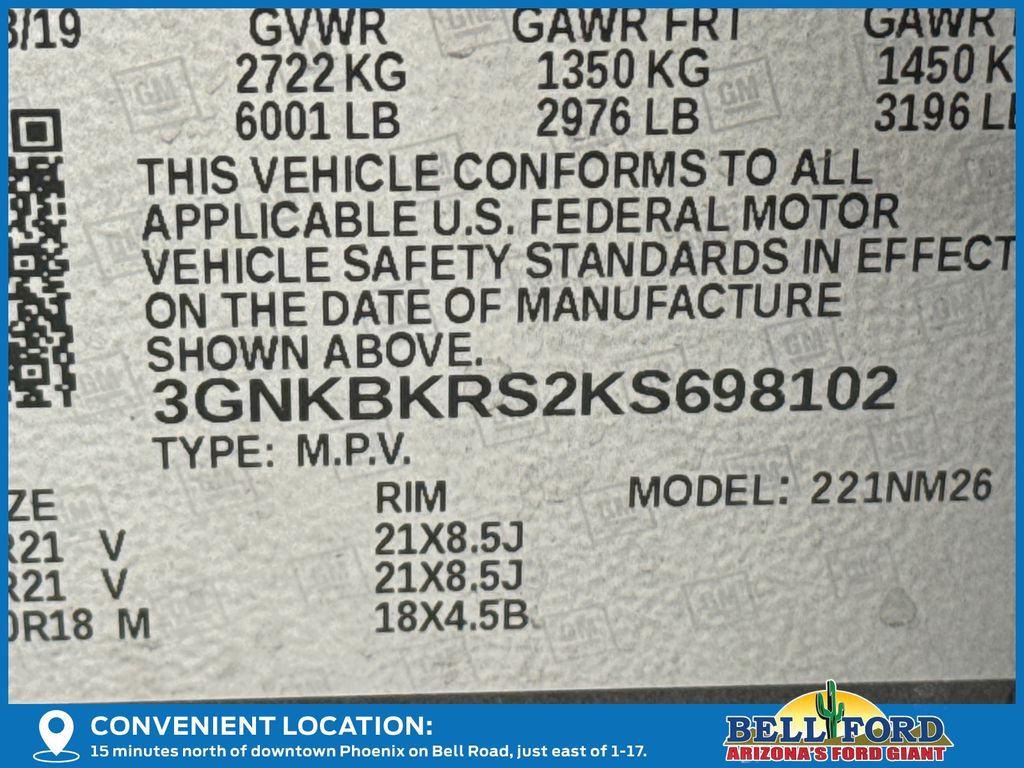 3/19 GVWR GAWR FRT GAWR
2722 KG 1350 KG 1450 K
6001 LB 2976 LB 3196 LB
THIS VEHICLE CONFORMS TO ALL
APPLICABLE U.S. FEDERAL MOTOR
VEHICLE SAFETY STANDARDS IN EFFECT
ON THE DATE OF MANUFACTURE
SHOWN ABOVE.
3GNKBKRS2KS698102
TYPE: M.P.V.
ZE RIM MODEL: 221NM26
R21 V 21X8.5J
R21 V 21X8.5J
0R18 M 18X4.5B
GM
CONVENIENT LOCATION:
15 minutes north of downtown Phoenix on Bell Road, just east of 1-17.
BELL FORD
ARIZONA'S FORD GIANT